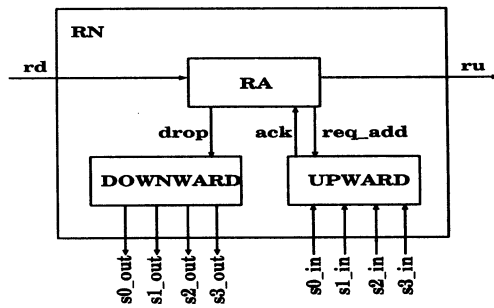 RN
rd
RA
ru
drop
ack
req_add
DOWNWARD
UPWARD
s0_out
s1_out
s2_out
s3_out
s0_in
s1_in
s2_in
s3_in